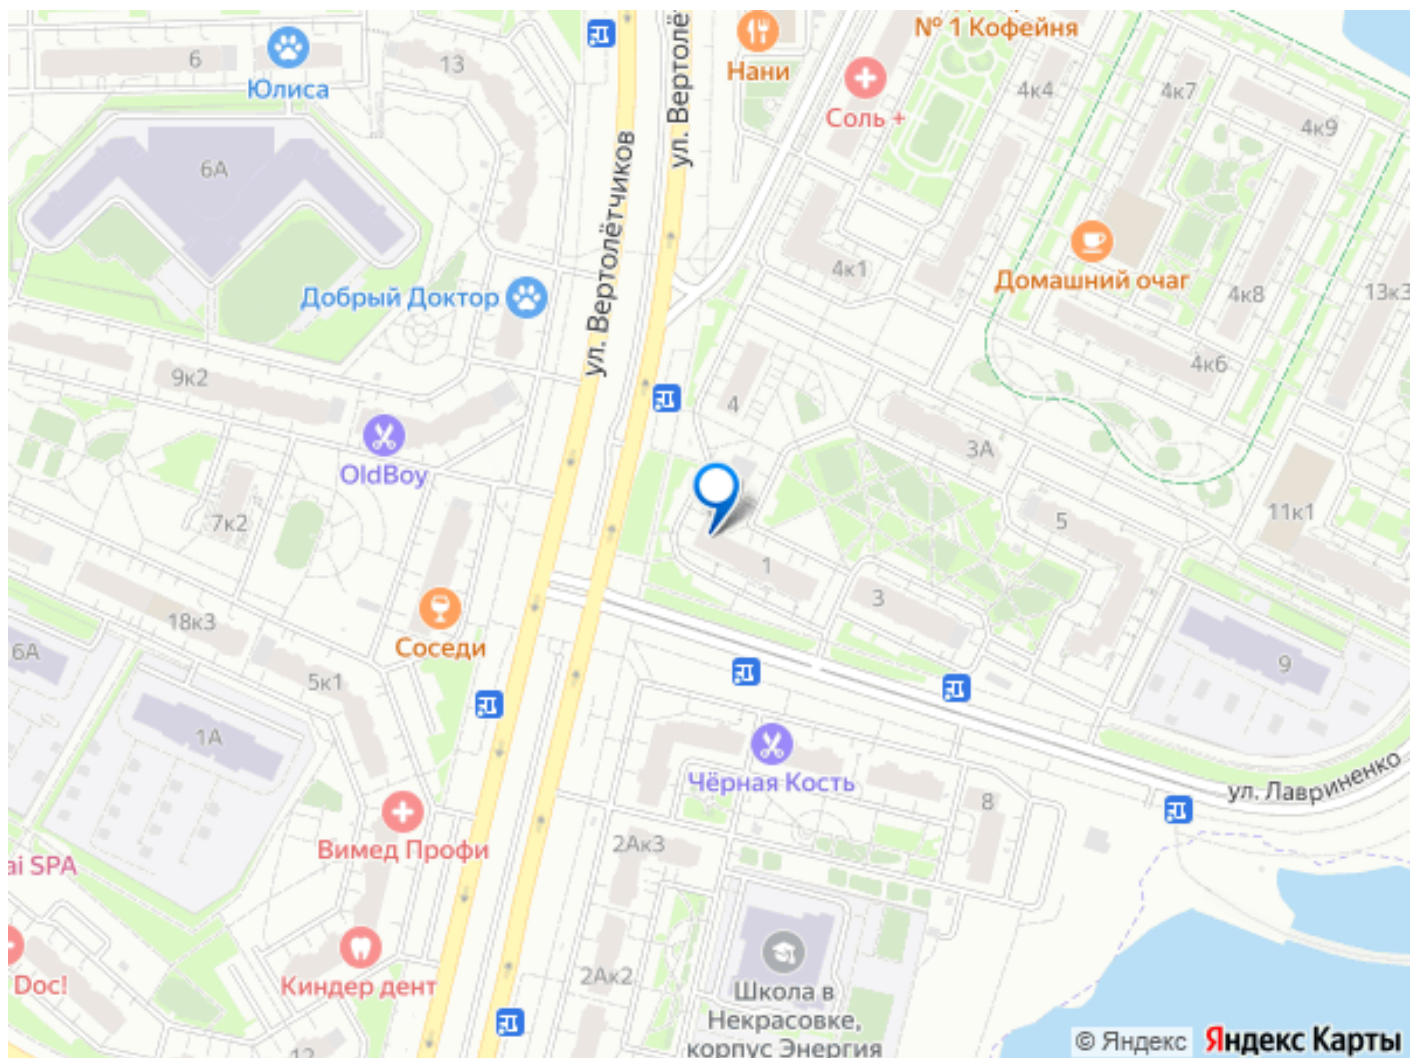 № 1 Кофейня
6
13
Юлиса
ул. Вертолё
Нани
Соль +
4к4
4к7
4к9
6А
ул. Вертолётчиков
Добрый Доктор
4к1
Домашний очаг
4к8
13к3
9к2
4к6
4
3А
OldBoy
7к2
5
11к1
1
3
18к3
Соседи
6А
5к1
9
1А
Чёрная Кость
ул. Лавриненко
8
Вимед Профи
2Ак3
ai SPA
Doc!
Киндер дент
2Ак2
Школа в
Некрасовке,
корпус Энергия
12
© Яндекс Яндекс Карты